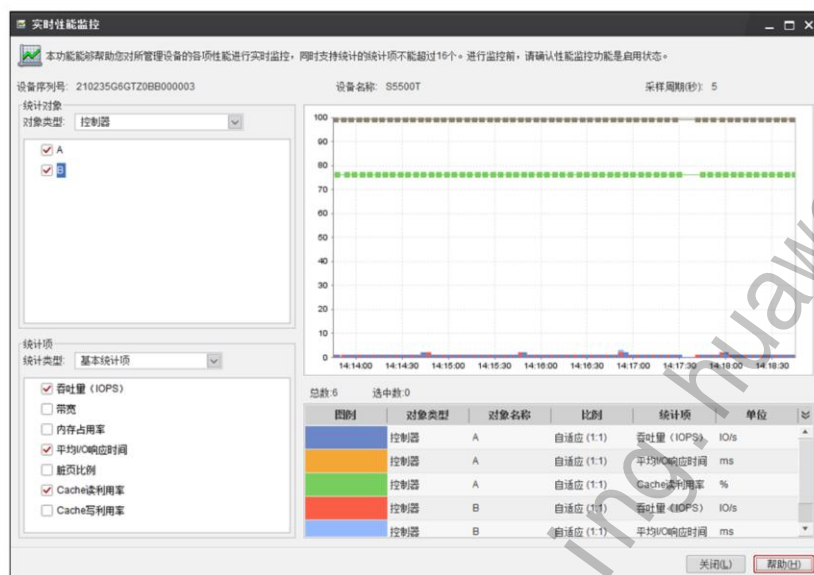 实时性能监控
本功能能够帮助您对所管理设备的各项性能进行实时监控，同时支持统计的统计项不能超过16个。进行监控前，请确认性能监控功能是启用状态。
设备序列号: 210235G6GTZ0BB000003 设备名称: S5500T 采样周期(秒): 5
统计对象
对象类型: 控制器
A
B
统计项
统计类型: 基本统计项
吞吐量（IOPS）
带宽
内存占用率
平均I/O响应时间
脏页比例
Cache读利用率
Cache写利用率
100
90
80
70
60
50
40
30
20
10
0
14:14:00 14:14:30 14:15:00 14:15:30 14:16:00 14:16:30 14:17:00 14:17:30 14:18:00 14:18:30
总数:6 选中数:0
图例 对象类型 对象名称 比例 统计项 单位
控制器 A 自适应 (1:1) 吞吐量（IOPS） IO/s
控制器 A 自适应 (1:1) 平均I/O响应时间 ms
控制器 A 自适应 (1:1) Cache读利用率 %
控制器 B 自适应 (1:1) 吞吐量（IOPS） IO/s
控制器 B 自适应 (1:1) 平均I/O响应时间 ms
关闭(L) 帮助(H)
ing.huaw